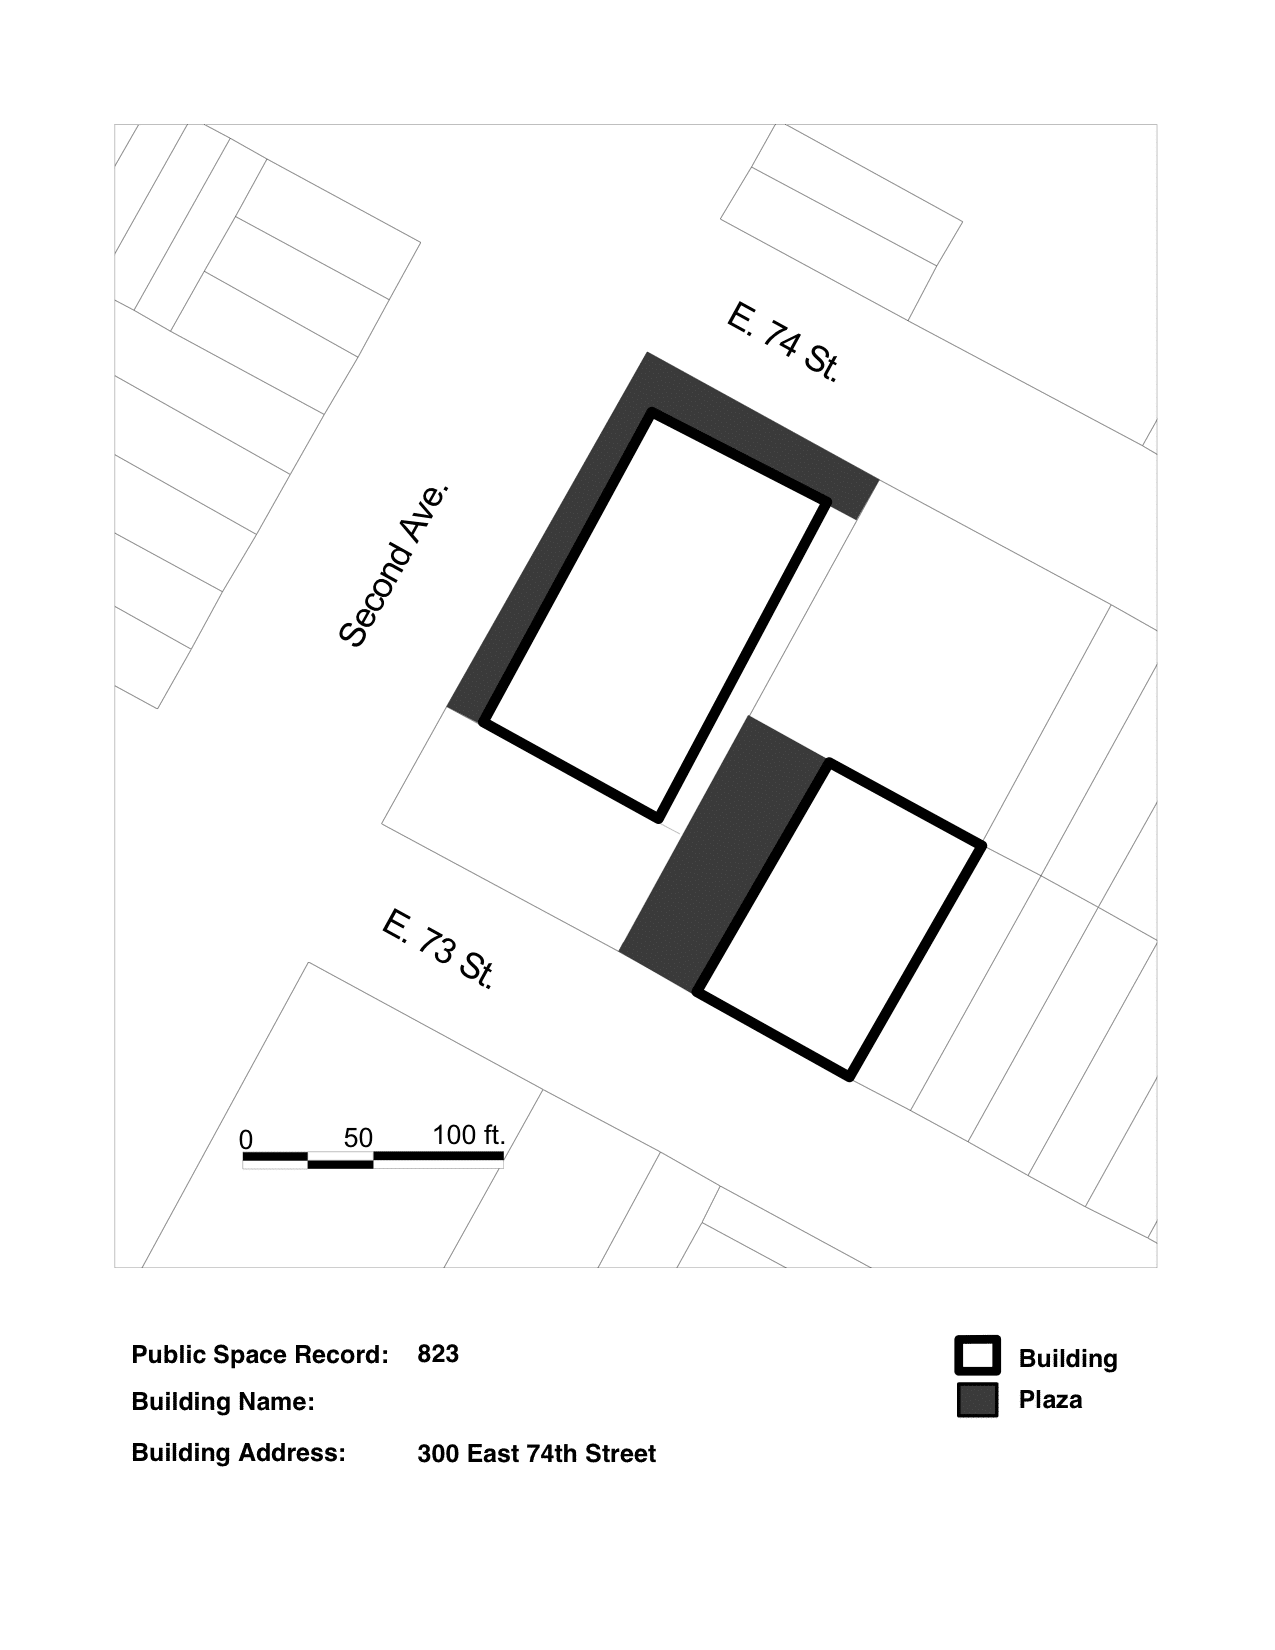 E. 74 St.
Second Ave.
E. 73 St.
0 50 100 ft.
Public Space Record: 823
Building Name:
Building Address: 300 East 74th Street
Building
Plaza